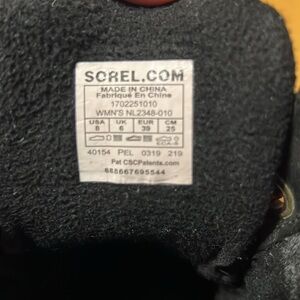 SOREL.COM
MADE IN CHINA
Fabriqué En Chine
1702251010
WMN'S NL2348-010
USA UK EUR CM
8 6 39 25
40154 PEL 0319 219
Pat CSCPatents.com
888667695544